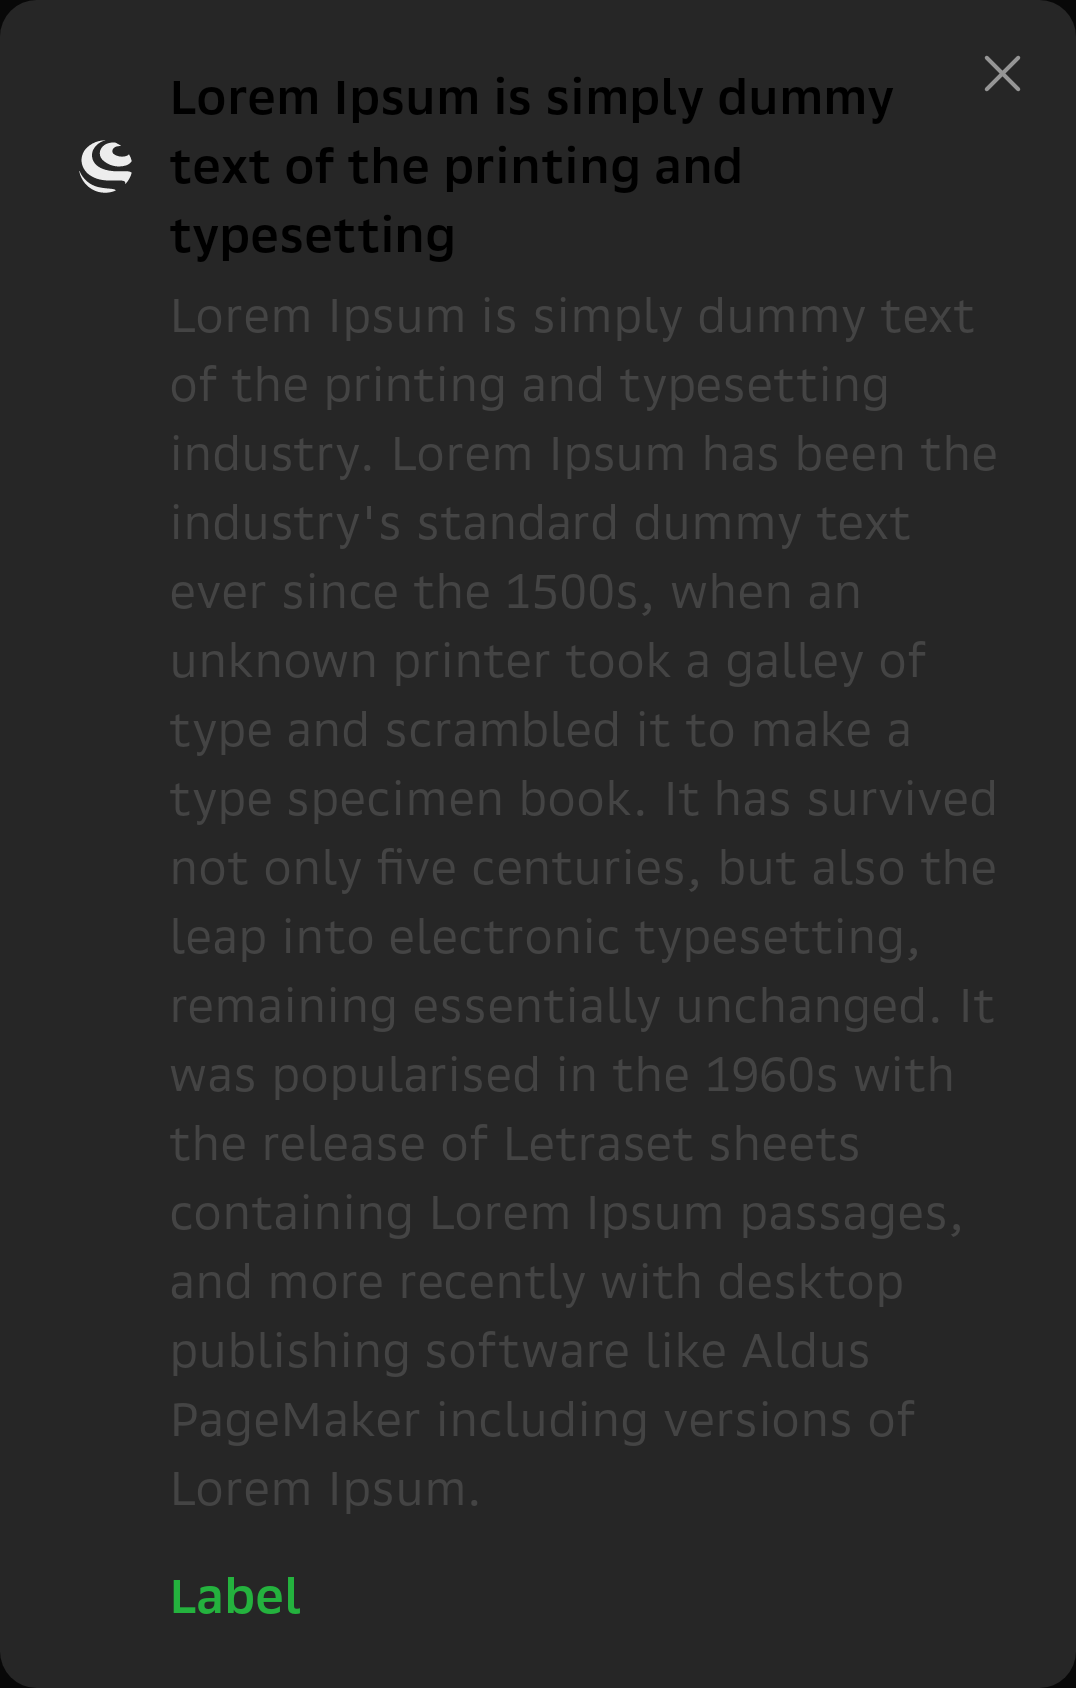 Lorem Ipsum is simply dummy
text of the printing and
typesetting
Lorem Ipsum is simply dummy text
of the printing and typesetting
industry. Lorem Ipsum has been the
industry's standard dummy text
ever since the 1500s, when an
unknown printer took a galley of
type and scrambled it to make a
type specimen book. It has survived
not only five centuries, but also the
leap into electronic typesetting,
remaining essentially unchanged. It
was popularised in the 1960s with
the release of Letraset sheets
containing Lorem Ipsum passages,
and more recently with desktop
publishing software like Aldus
PageMaker including versions of
Lorem Ipsum.
Label